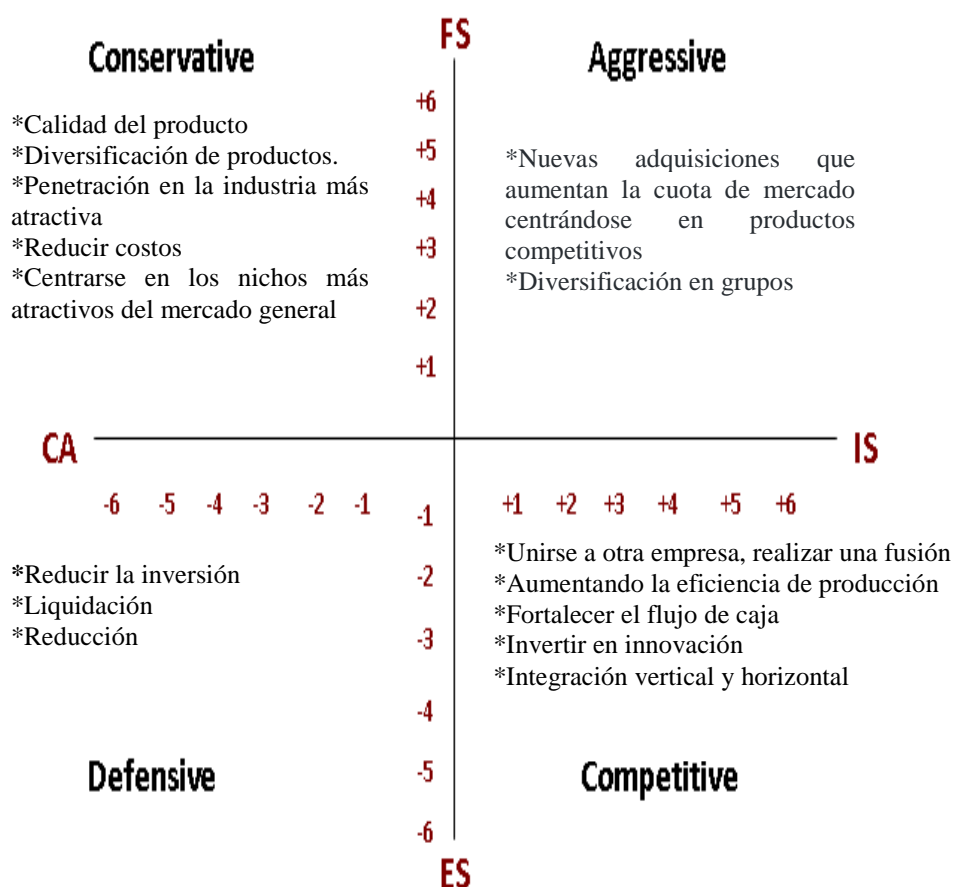 FS
Conservative
Aggressive
*Calidad del producto
*Diversificación de productos.
*Penetración en la industria más
atractiva
*Reducir costos
*Centrarse en los nichos más
atractivos del mercado general
+6
+5
+4
+3
+2
+1
*Nuevas adquisiciones que
aumentan la cuota de mercado
centrándose en productos
competitivos
*Diversificación en grupos
CA
IS
-6 -5 -4 -3 -2 -1
+1 +2 +3 +4 +5 +6
*Reducir la inversión
*Liquidación
*Reducción
-1
-2
-3
-4
-5
-6
*Unirse a otra empresa, realizar una fusión
*Aumentando la eficiencia de producción
*Fortalecer el flujo de caja
*Invertir en innovación
*Integración vertical y horizontal
Defensive
Competitive
ES